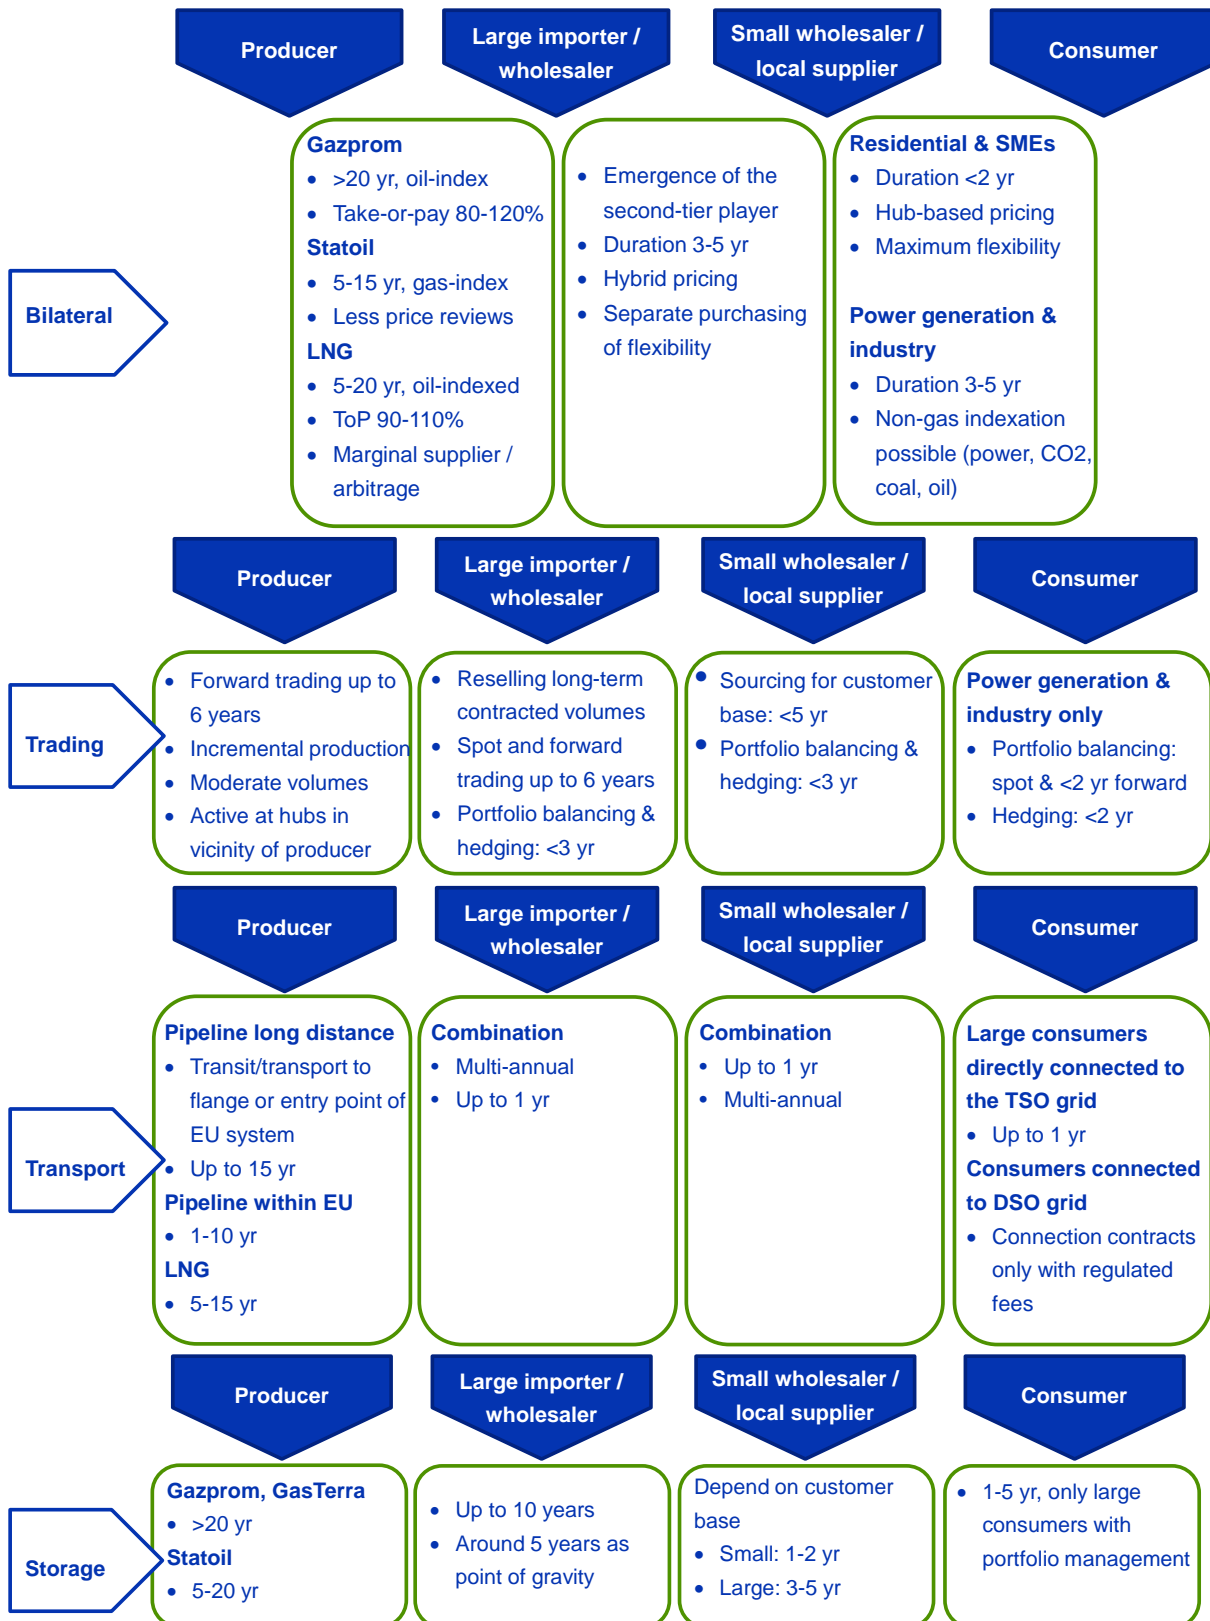 Producer
Large importer /
wholesaler
Small wholesaler /
local supplier
Consumer
Bilateral
Gazprom
• >20 yr, oil-index
• Take-or-pay 80-120%
Statoil
• 5-15 yr, gas-index
• Less price reviews
LNG
• 5-20 yr, oil-indexed
• ToP 90-110%
• Marginal supplier /
arbitrage
• Emergence of the
second-tier player
• Duration 3-5 yr
• Hybrid pricing
• Separate purchasing
of flexibility
Residential & SMEs
• Duration <2 yr
• Hub-based pricing
• Maximum flexibility
Power generation &
industry
• Duration 3-5 yr
• Non-gas indexation
possible (power, CO2,
coal, oil)
Producer
Large importer /
wholesaler
Small wholesaler /
local supplier
Consumer
Trading
• Forward trading up to
6 years
• Incremental production
• Moderate volumes
• Active at hubs in
vicinity of producer
• Reselling long-term
contracted volumes
• Spot and forward
trading up to 6 years
• Portfolio balancing &
hedging: <3 yr
• Sourcing for customer
base: <5 yr
• Portfolio balancing &
hedging: <3 yr
Power generation &
industry only
• Portfolio balancing:
spot & <2 yr forward
• Hedging: <2 yr
Producer
Large importer /
wholesaler
Small wholesaler /
local supplier
Consumer
Transport
Pipeline long distance
• Transit/transport to
flange or entry point of
EU system
• Up to 15 yr
Pipeline within EU
• 1-10 yr
LNG
• 5-15 yr
Combination
• Multi-annual
• Up to 1 yr
Combination
• Up to 1 yr
• Multi-annual
Large consumers
directly connected to
the TSO grid
• Up to 1 yr
Consumers connected
to DSO grid
• Connection contracts
only with regulated
fees
Producer
Large importer /
wholesaler
Small wholesaler /
local supplier
Consumer
Storage
Gazprom, GasTerra
• >20 yr
Statoil
• 5-20 yr
• Up to 10 years
• Around 5 years as
point of gravity
Depend on customer
base
• Small: 1-2 yr
• Large: 3-5 yr
• 1-5 yr, only large
consumers with
portfolio management